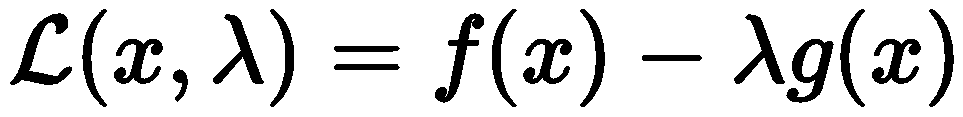 ℒ(x, λ) = f(x) − λg(x)